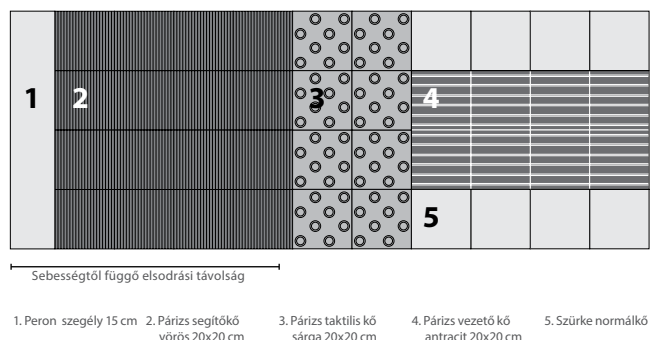 1
2
3
4
5
Sebességtől függő elsodrási távolság
1. Peron szegély 15 cm
2. Párizs segítőkő
vörös 20x20 cm
3. Párizs taktilis kő
sárga 20x20 cm
4. Párizs vezető kő
antracit 20x20 cm
5. Szürke normálkő